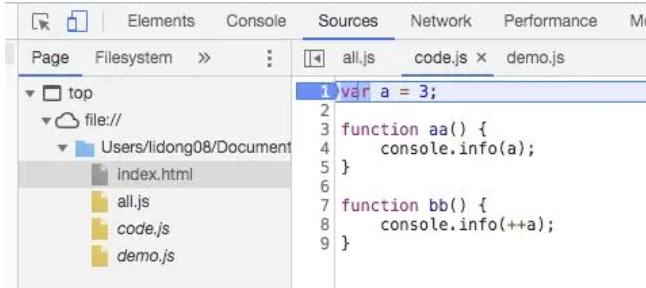 Elements Console Sources Network Performance
Page Filesystem » all.js code.js × demo.js
top
file://
Users/lidong08/Document
index.html
all.js
code.js
demo.js
1 var a = 3;
2
3 function aa() {
4 console.info(a);
5 }
6
7 function bb() {
8 console.info(++a);
9 }